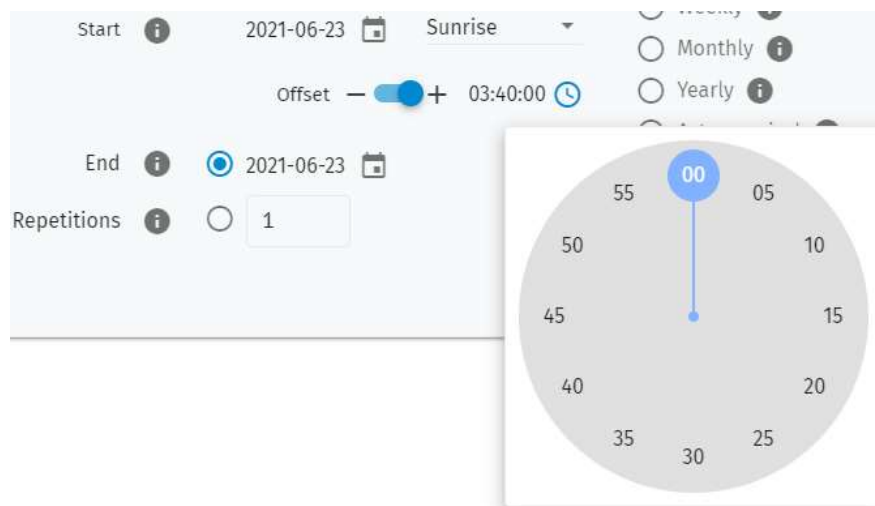 Start 2021-06-23 Sunrise
Monthly
Offset − + 03:40:00
Yearly
End 2021-06-23
Repetitions 1
00
55 05
50 10
45 15
40 20
35 25
30